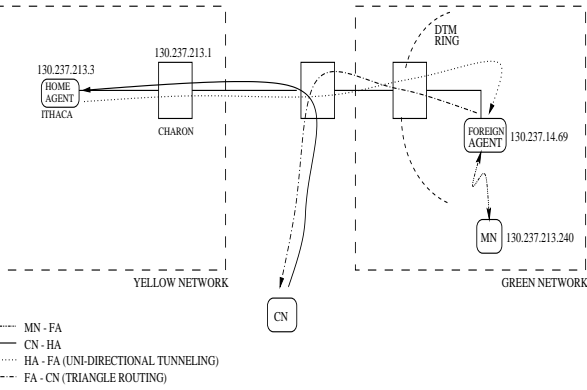 130.237.213.1
DTM
RING
130.237.213.3
HOME
AGENT
ITHACA
CHARON
FOREIGN
AGENT
130.237.14.69
MN
130.237.213.240
YELLOW NETWORK
GREEN NETWORK
CN
MN - FA
CN - HA
HA - FA (UNI-DIRECTIONAL TUNNELING)
FA - CN (TRIANGLE ROUTING)